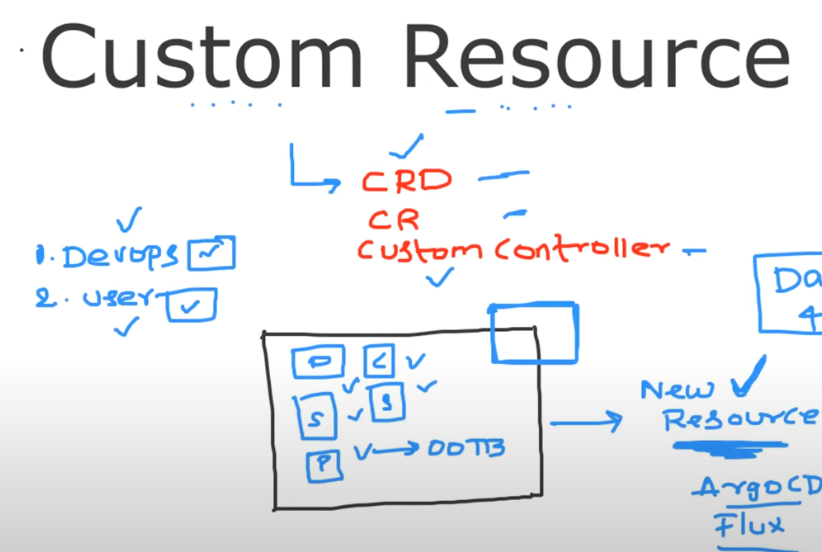 Custom Resource
CRD
CR
Custom Controller
1. Devops
2. user
Da
4
D C
S S
P OOTB
New
Resource
ArgoCD
Flux